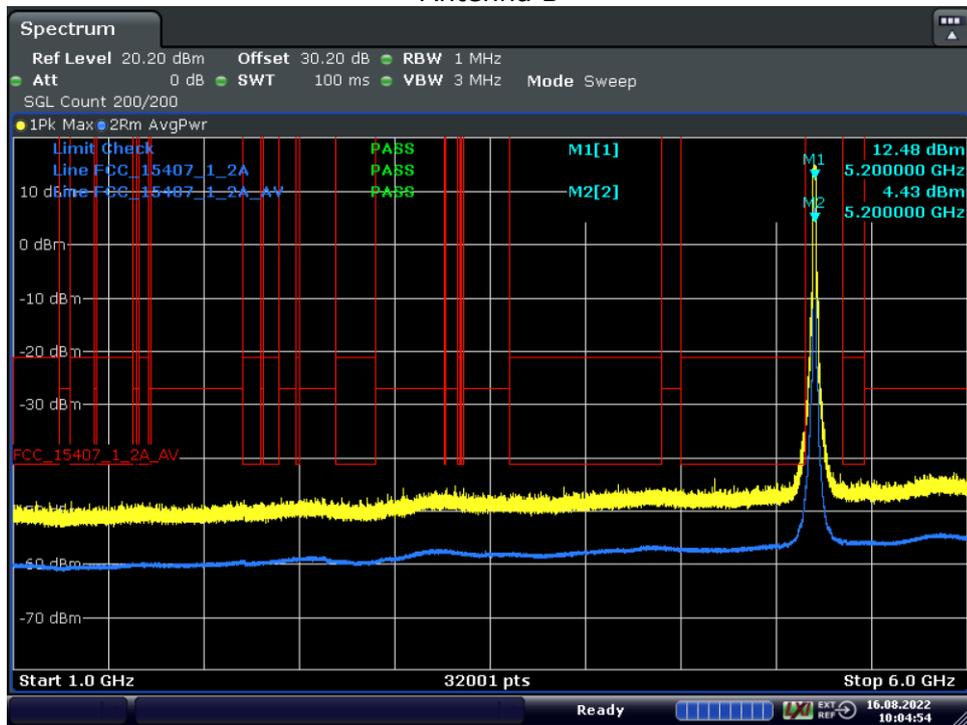 Spectrum
Ref Level 20.20 dBm Offset 30.20 dB RBW 1 MHz
Att 0 dB SWT 100 ms VBW 3 MHz Mode Sweep
SGL Count 200/200
1Pk Max 2Rm AvgPwr
Limit Check PASS M1[1] 12.48 dBm
Line FCC_15407_1_2A PASS 5.200000 GHz
10 dBm Line FCC_15407_1_2A_AV PASS M2[2] 4.43 dBm
5.200000 GHz
M1
M2
0 dBm
-10 dBm
-20 dBm
-30 dBm
FCC_15407_1_2A_AV
-60 dBm
-70 dBm
Start 1.0 GHz 32001 pts Stop 6.0 GHz
Ready LXI EXT REF 16.08.2022
10:04:54